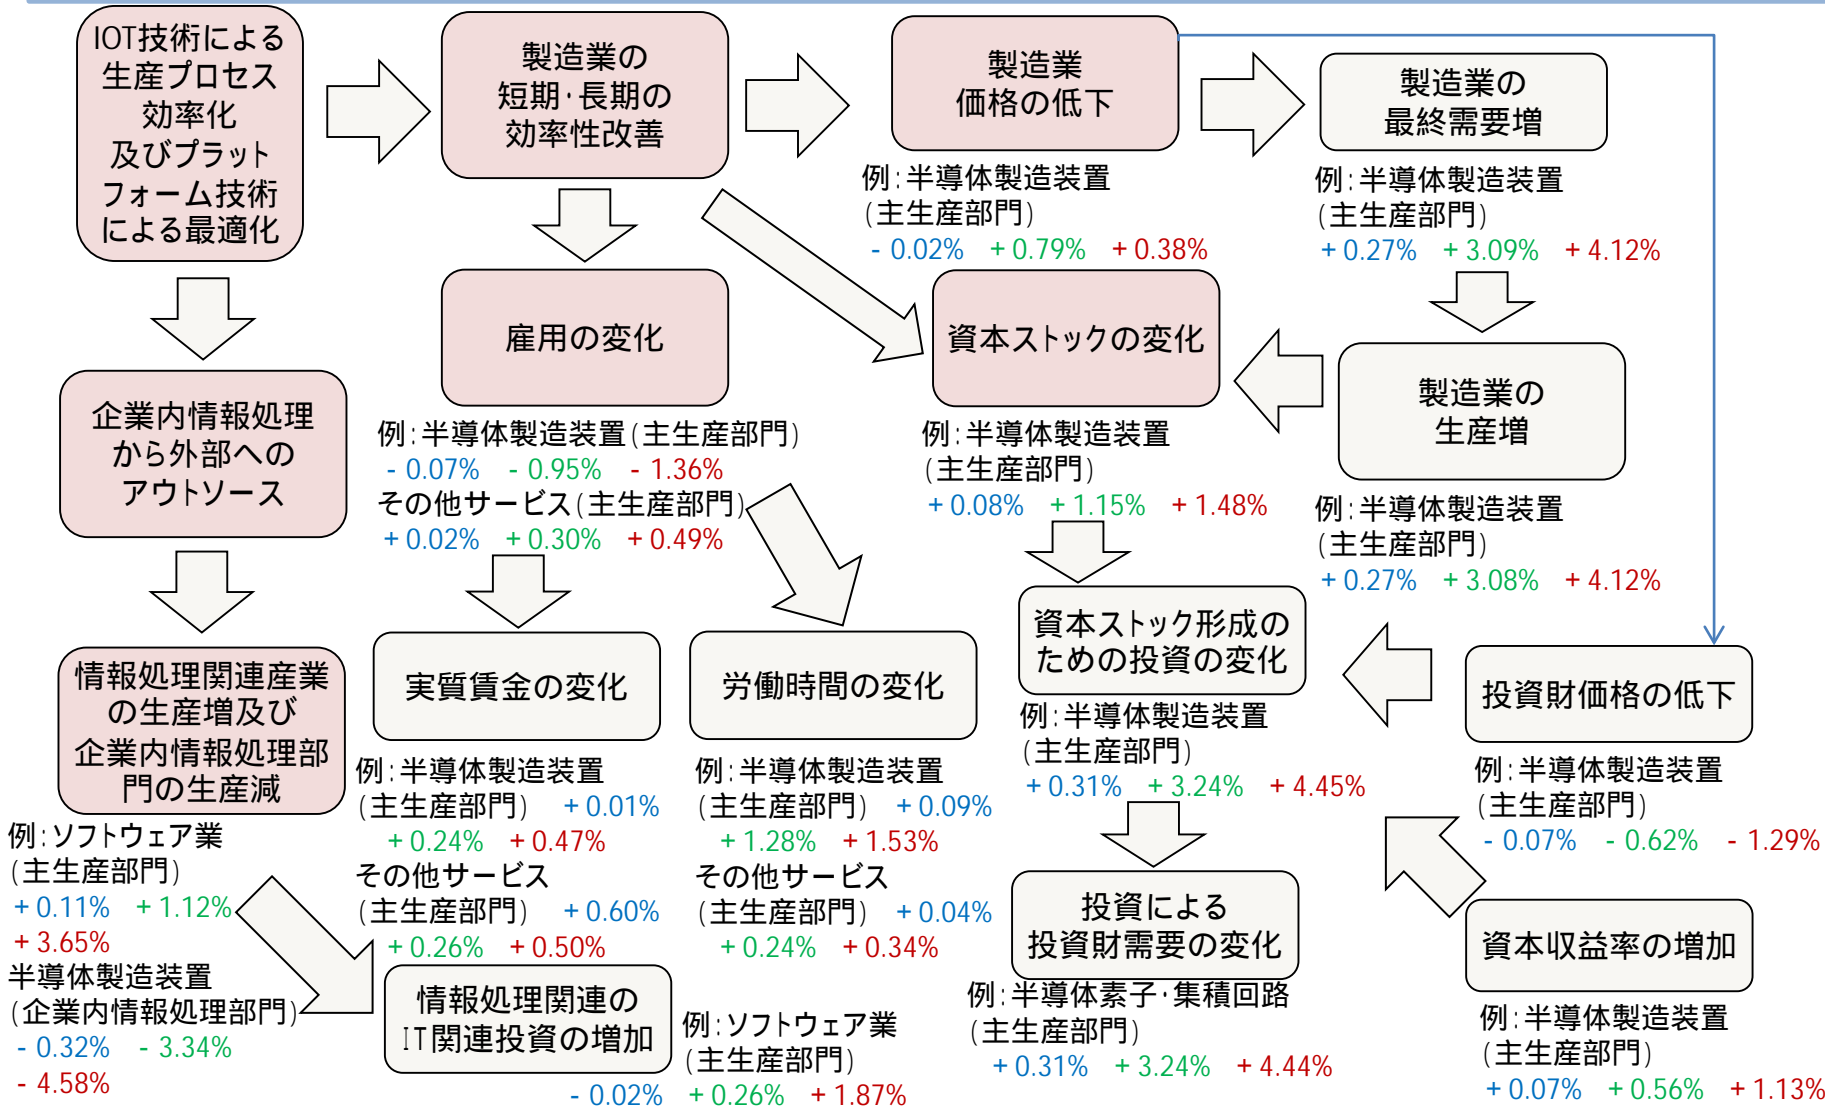 IOT技術による
生産プロセス
効率化
及びプラット
フォーム技術
による最適化
製造業の
短期・長期の
効率性改善
製造業
価格の低下
例：半導体製造装置
（主生産部門）
- 0.02% + 0.79% + 0.38%
製造業の
最終需要増
例：半導体製造装置
（主生産部門）
+ 0.27% + 3.09% + 4.12%
雇用の変化
例：半導体製造装置（主生産部門）
- 0.07% - 0.95% - 1.36%
その他サービス（主生産部門）
+ 0.02% + 0.30% + 0.49%
資本ストックの変化
例：半導体製造装置
（主生産部門）
+ 0.08% + 1.15% + 1.48%
製造業の
生産増
例：半導体製造装置
（主生産部門）
+ 0.27% + 3.08% + 4.12%
企業内情報処理
から外部への
アウトソース
情報処理関連産業
の生産増及び
企業内情報処理部
門の生産減
例：ソフトウェア業
（主生産部門）
+ 0.11% + 1.12%
+ 3.65%
半導体製造装置
（企業内情報処理部門）
- 0.32% - 3.34%
- 4.58%
実質賃金の変化
例：半導体製造装置
（主生産部門） + 0.01%
+ 0.24% + 0.47%
その他サービス
（主生産部門） + 0.60%
+ 0.26% + 0.50%
労働時間の変化
例：半導体製造装置
（主生産部門） + 0.09%
+ 1.28% + 1.53%
その他サービス
（主生産部門） + 0.04%
+ 0.24% + 0.34%
情報処理関連の
IT関連投資の増加
例：ソフトウェア業
（主生産部門）
- 0.02% + 0.26% + 1.87%
資本ストック形成の
ための投資の変化
例：半導体製造装置
（主生産部門）
+ 0.31% + 3.24% + 4.45%
投資財価格の低下
例：半導体製造装置
（主生産部門）
- 0.07% - 0.62% - 1.29%
投資による
投資財需要の変化
例：半導体素子・集積回路
（主生産部門）
+ 0.31% + 3.24% + 4.44%
資本収益率の増加
例：半導体製造装置
（主生産部門）
+ 0.07% + 0.56% + 1.13%